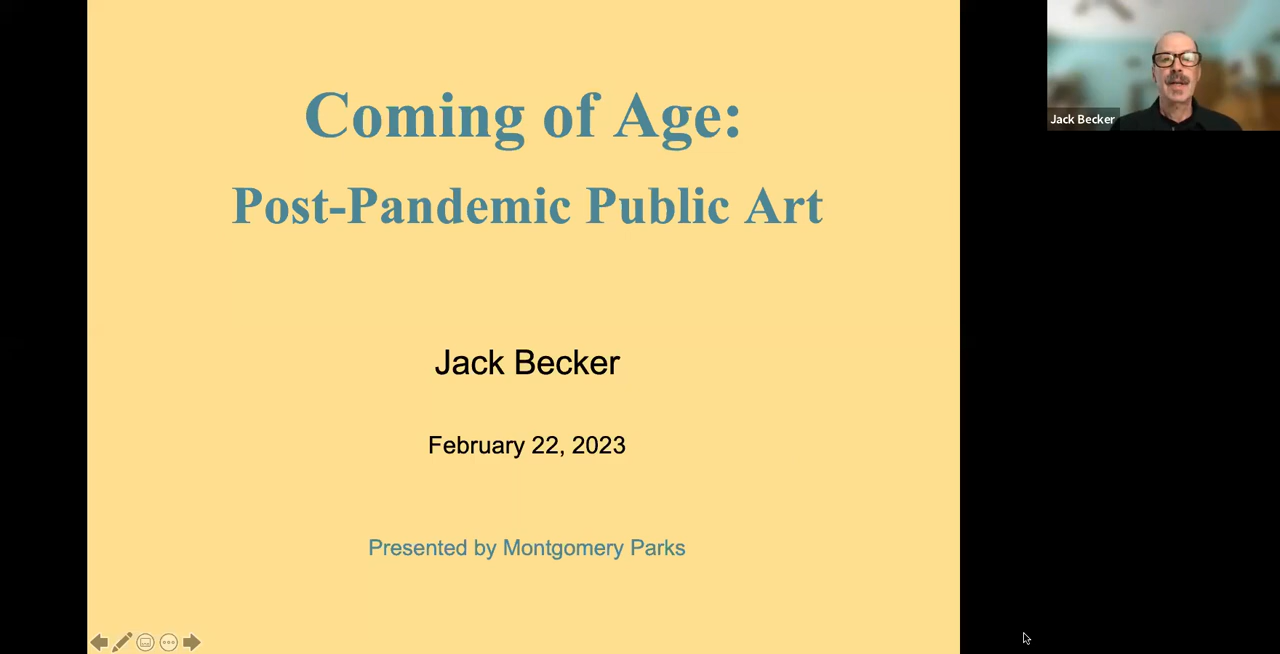 Coming of Age:
Post-Pandemic Public Art
Jack Becker
February 22, 2023
Presented by Montgomery Parks
Jack Becker